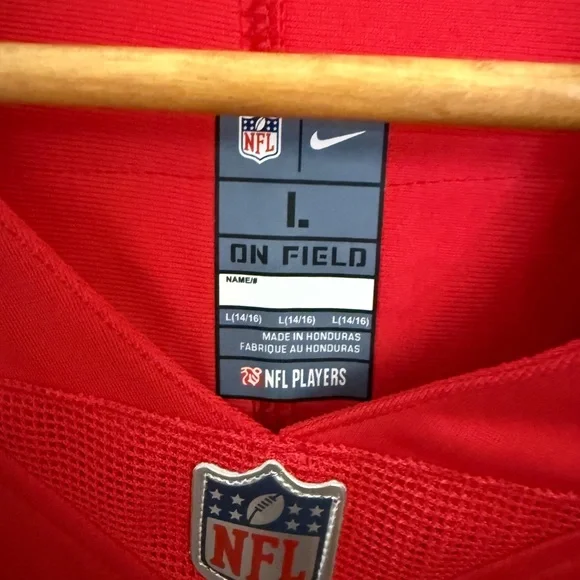 NFL
L
ON FIELD
NAME/#
L(14/16) L(14/16) L(14/16)
MADE IN HONDURAS
FABRIQUE AU HONDURAS
NFL PLAYERS
NFL